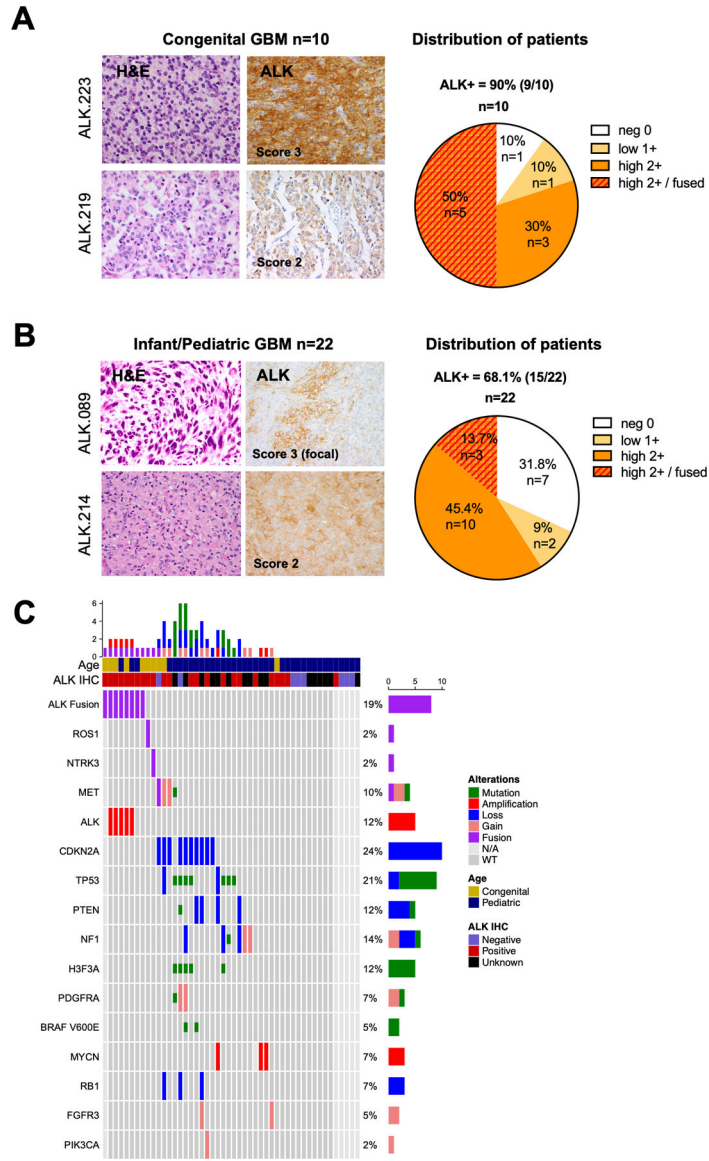 A
Congenital GBM n=10
Distribution of patients
ALK.223
H&E
ALK
Score 3
ALK.219
Score 2
ALK+ = 90% (9/10)
n=10
10%
n=1
10%
n=1
30%
n=3
50%
n=5
neg 0
low 1+
high 2+
high 2+ / fused
B
Infant/Pediatric GBM n=22
Distribution of patients
ALK.089
H&E
ALK
Score 3 (focal)
ALK.214
Score 2
ALK+ = 68.1% (15/22)
n=22
13.7%
n=3
31.8%
n=7
45.4%
n=10
9%
n=2
neg 0
low 1+
high 2+
high 2+ / fused
C
6
4
2
0
Age
ALK IHC
0 5 10
ALK Fusion 19%
ROS1 2%
NTRK3 2%
MET 10%
ALK 12%
CDKN2A 24%
TP53 21%
PTEN 12%
NF1 14%
H3F3A 12%
PDGFRA 7%
BRAF V600E 5%
MYCN 7%
RB1 7%
FGFR3 5%
PIK3CA 2%
Alterations
Mutation
Amplification
Loss
Gain
Fusion
N/A
WT
Age
Congenital
Pediatric
ALK IHC
Negative
Positive
Unknown